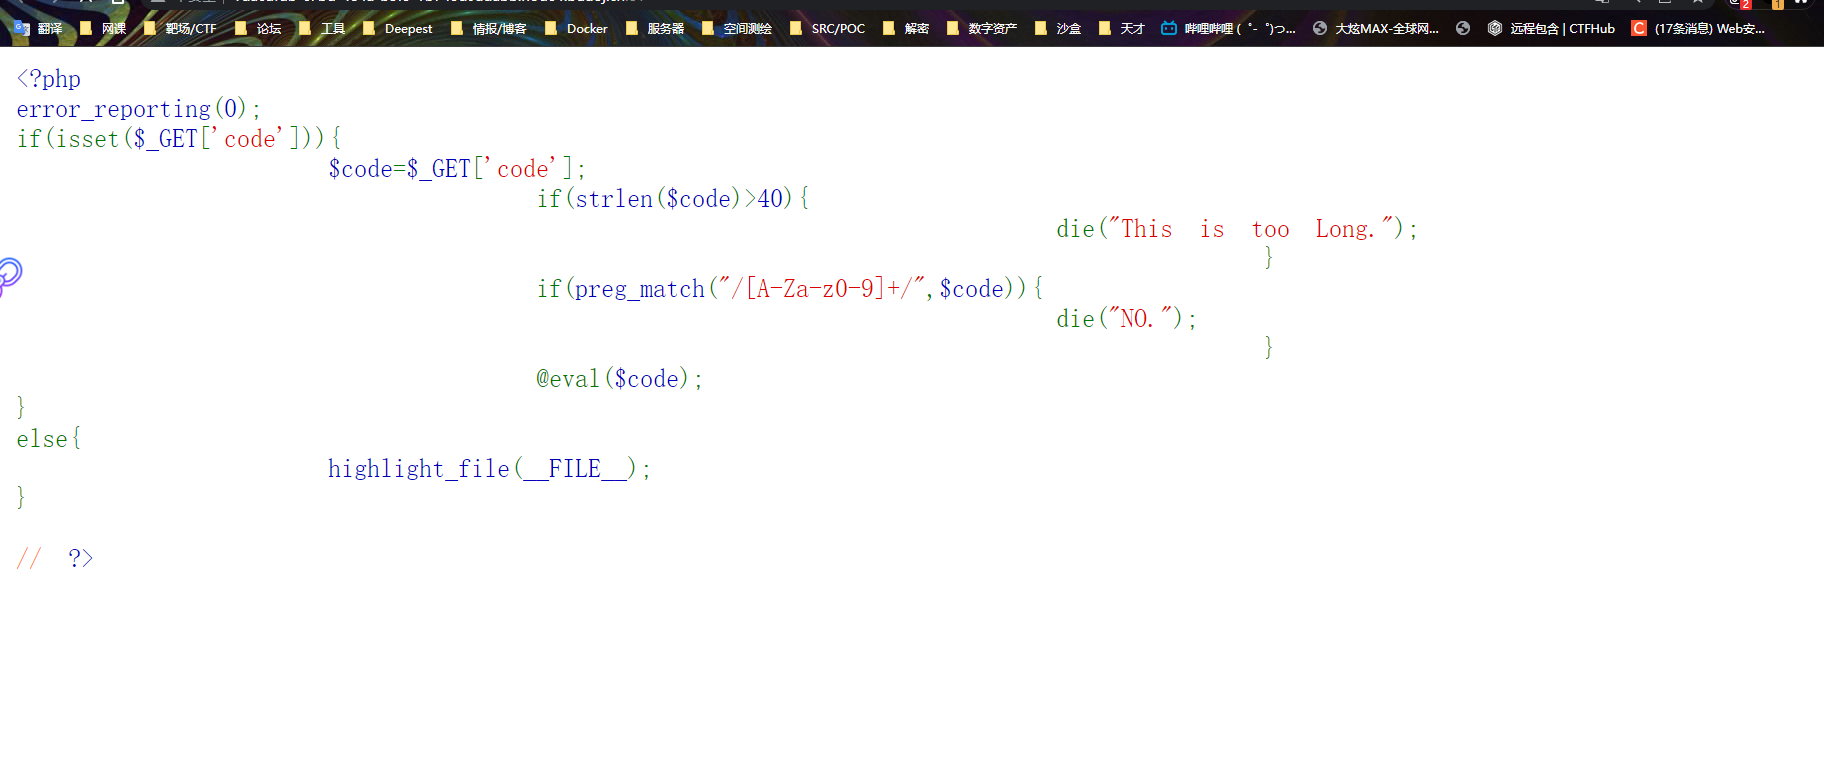 翻译 网课 靶场/CTF 论坛 工具 Deepest 情报/博客 Docker 服务器 空间测绘 SRC/POC 解密 数字资产 沙盒 天才 哔哩哔哩 (゜-゜)つ... 大炫MAX-全球网... 远程包含 | CTFHub (17条消息) Web安...
<?php
error_reporting(0);
if(isset($_GET['code'])){
$code=$_GET['code'];
if(strlen($code)>40){
die("This is too Long.");
}
if(preg_match("/[A-Za-z0-9]+/",$code)){
die("NO.");
}
@eval($code);
}
else{
highlight_file(__FILE__);
}
// ?>